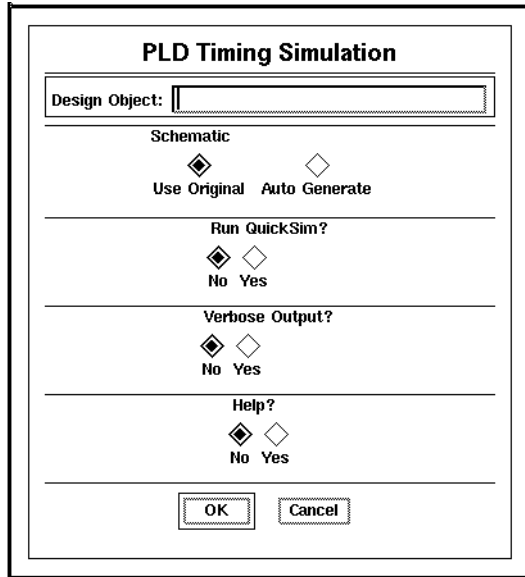 PLD Timing Simulation
Design Object:
Schematic
Use Original Auto Generate
Run QuickSim?
No Yes
Verbose Output?
No Yes
Help?
No Yes
OK Cancel